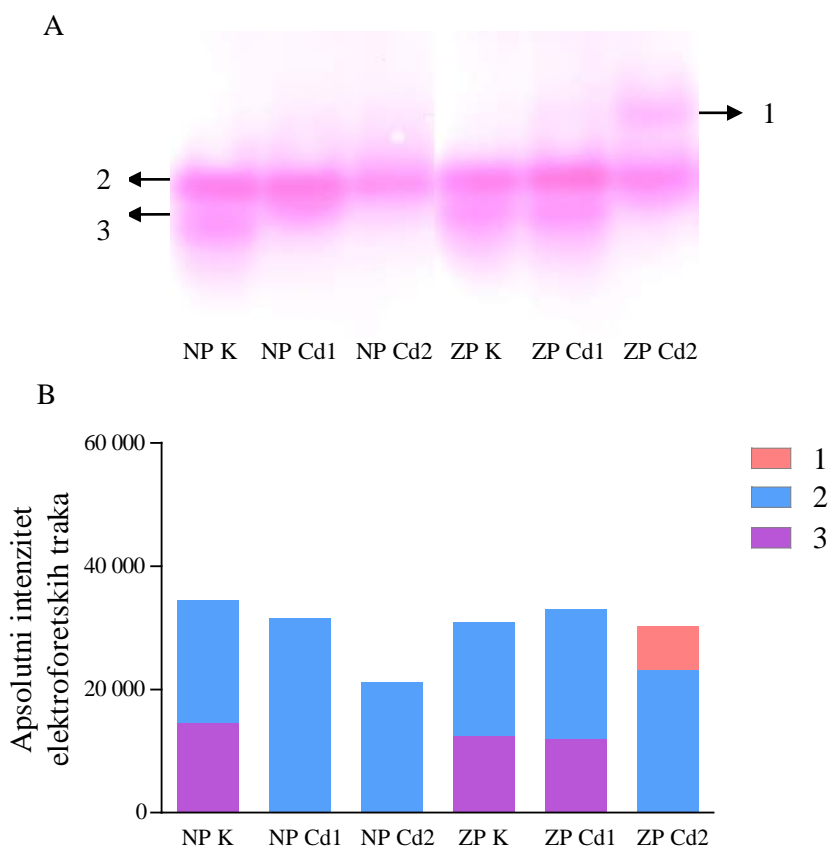 A
1
2
3
NP K NP Cd1 NP Cd2 ZP K ZP Cd1 ZP Cd2
B
Apsolutni intenzitet
elektroforetskih traka
60 000
40 000
20 000
0
NP K NP Cd1 NP Cd2 ZP K ZP Cd1 ZP Cd2
1
2
3